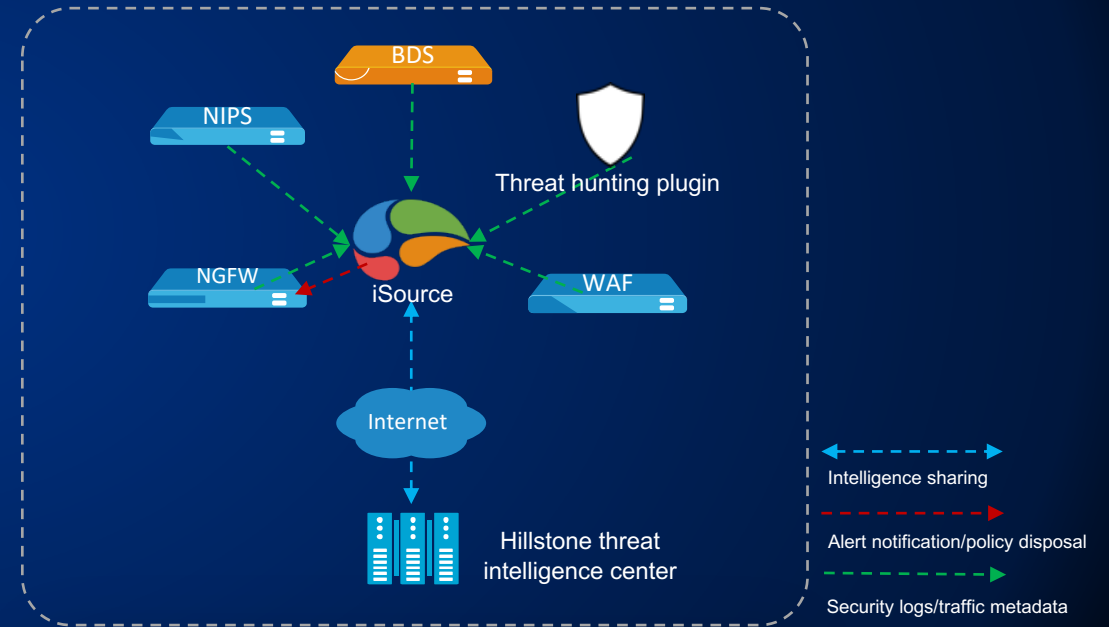 BDS
NIPS
Threat hunting plugin
NGFW
WAF
iSource
Internet
Intelligence sharing
Hillstone threat
intelligence center
Alert notification/policy disposal
Security logs/traffic metadata